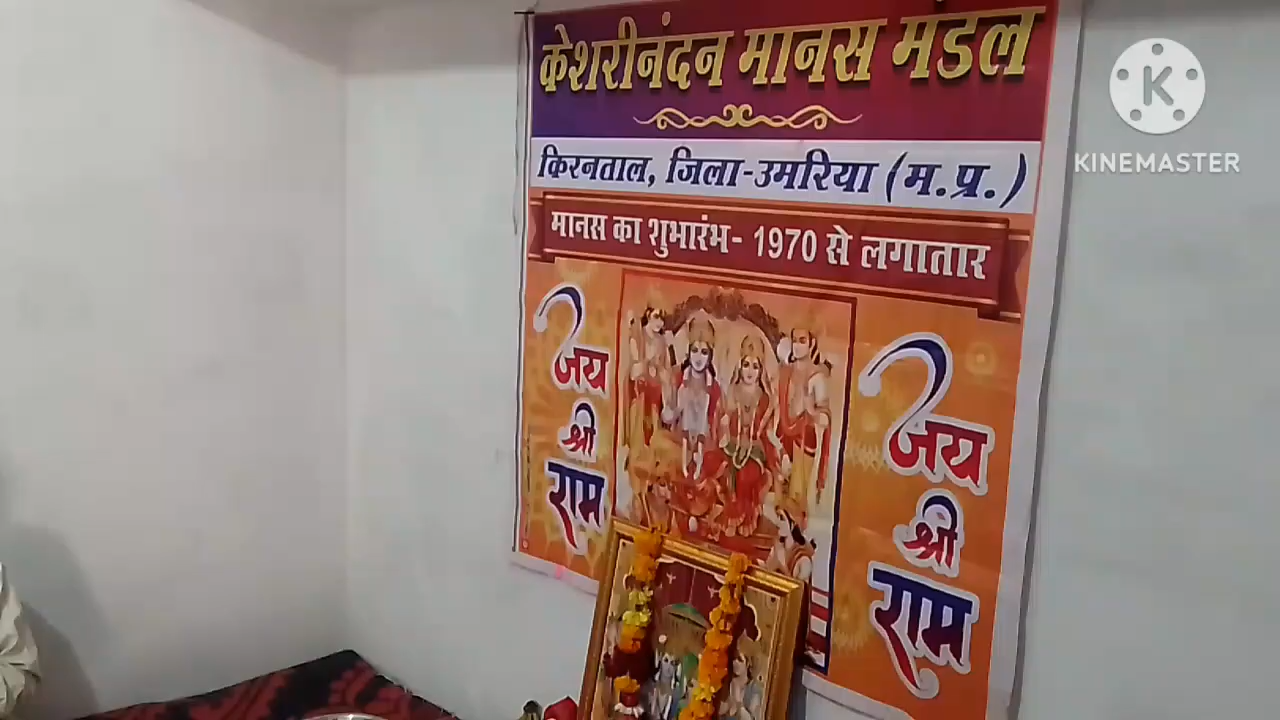 केशरीनंदन मानस मंडल
किरनताल, जिला-उमरिया (म.प्र.)
मानस का शुभारंभ- 1970 से लगातार
जय
श्री
राम
जय
श्री
राम
K
KINEMASTER